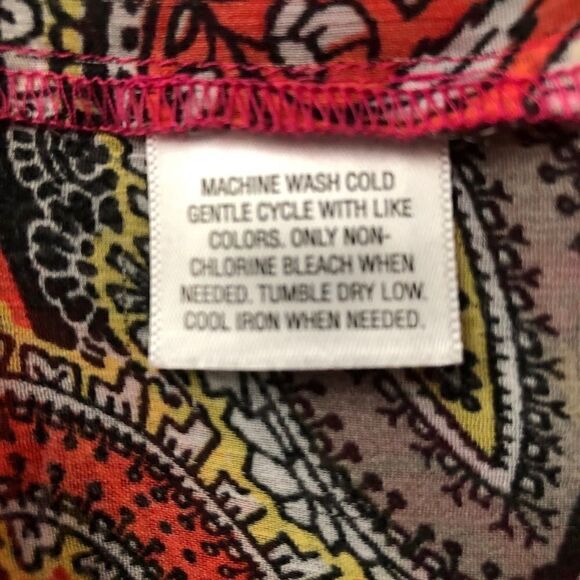 MACHINE WASH COLD
GENTLE CYCLE WITH LIKE
COLORS. ONLY NON-
CHLORINE BLEACH WHEN
NEEDED. TUMBLE DRY LOW.
COOL IRON WHEN NEEDED.